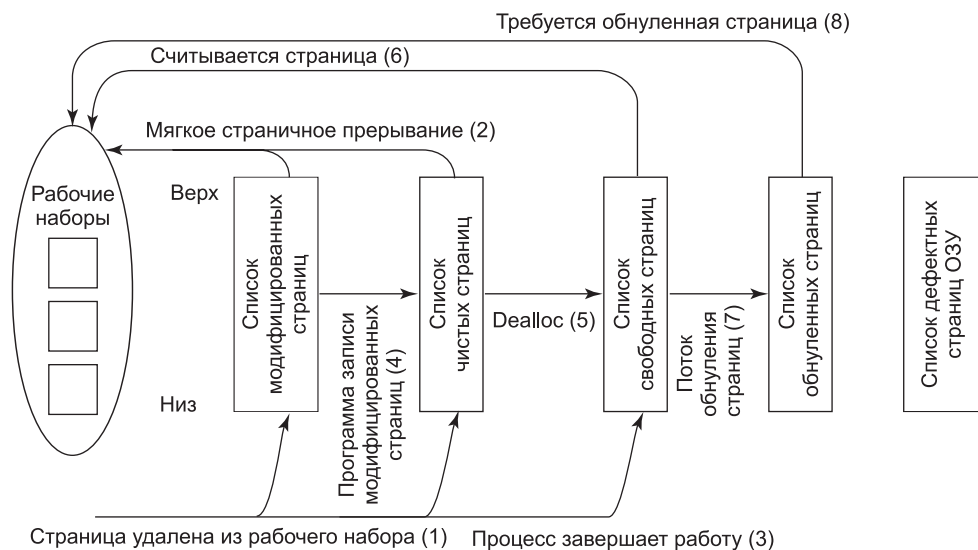 Требуется обнуленная страница (8)
Считывается страница (6)
Мягкое страничное прерывание (2)
Рабочие
наборы
Верх
Низ
Список
модифицированных
страниц
Программа записи
модифицированных
страниц (4)
Список
чистых страниц
Dealloc (5)
Список
свободных страниц
Поток
обнуления
страниц (7)
Список
обнуленных страниц
Список дефектных
страниц ОЗУ
Страница удалена из рабочего набора (1)
Процесс завершает работу (3)